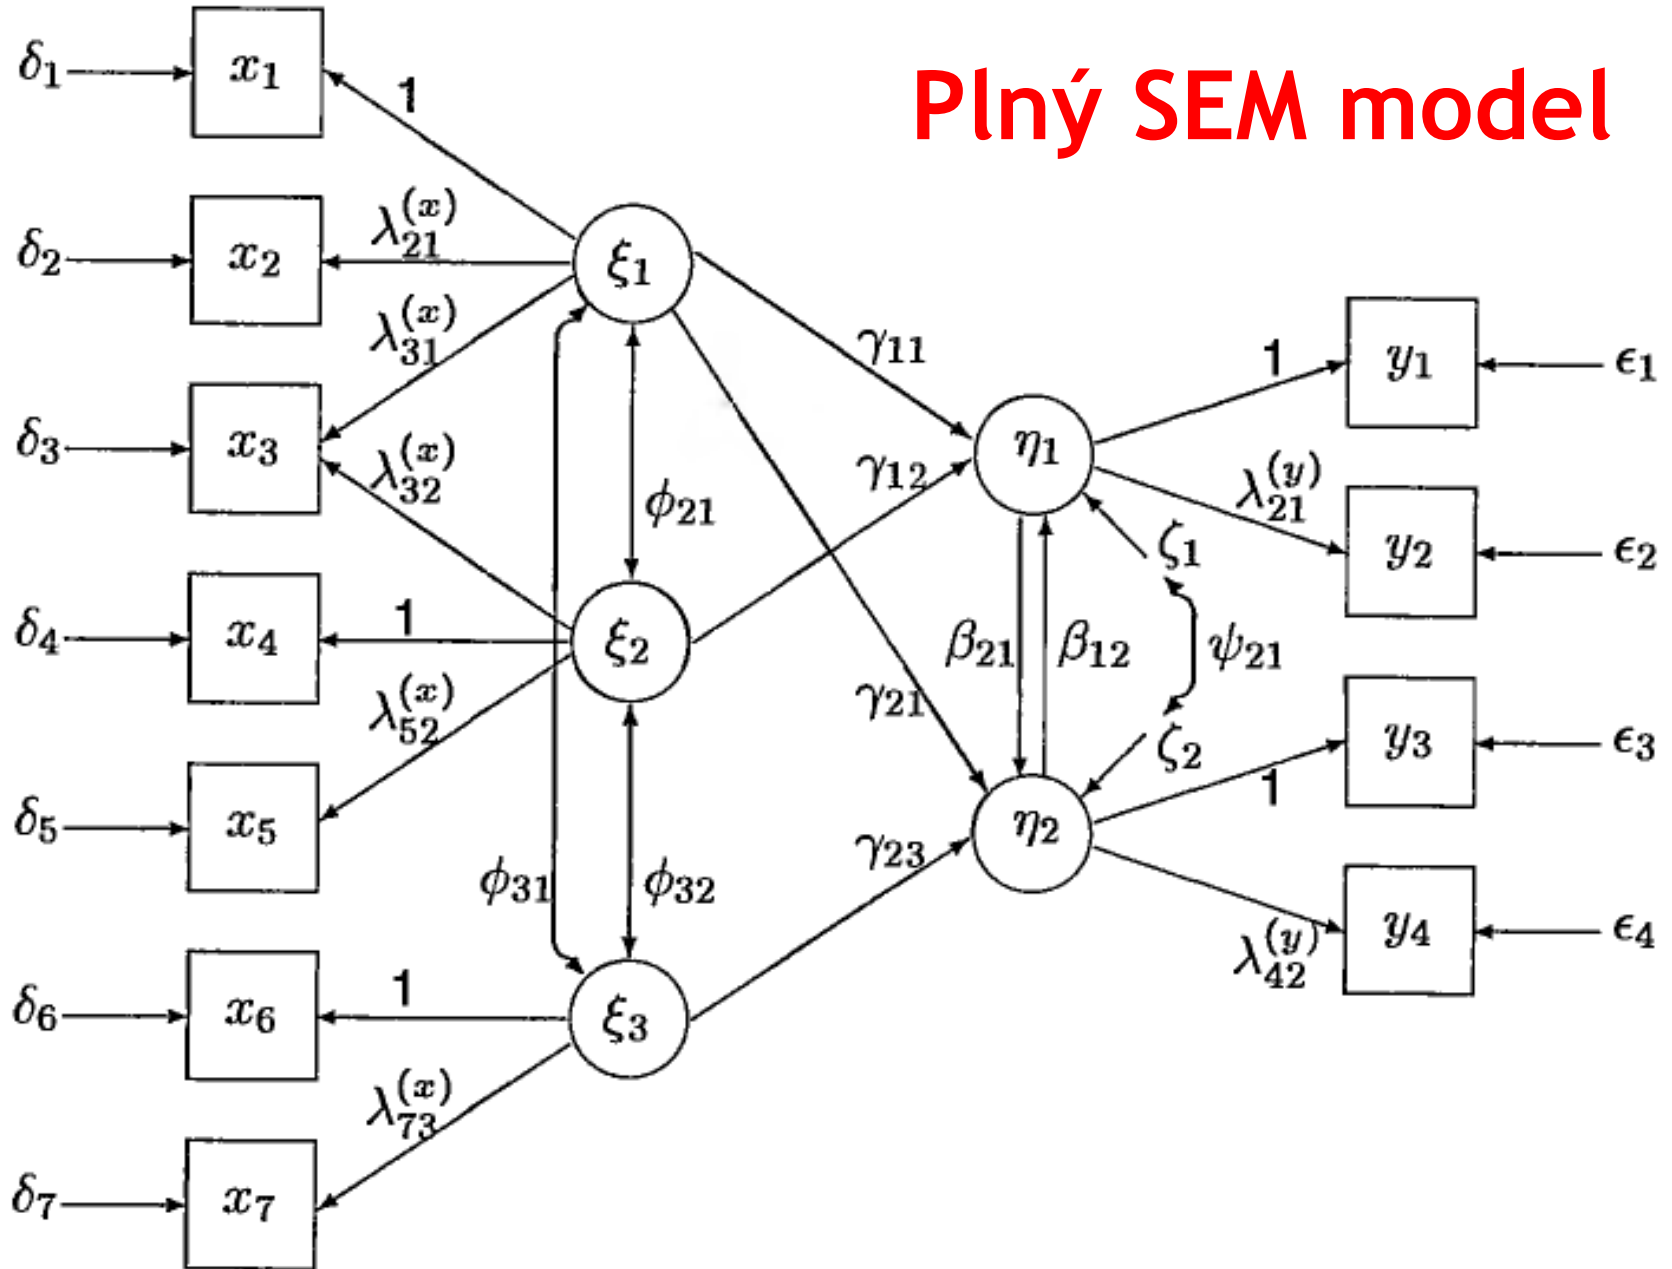 Plný SEM model
δ₁ x₁ 1
δ₂ x₂ λ₂₁⁽ˣ⁾ ξ₁
λ₃₁⁽ˣ⁾ γ₁₁ 1 y₁ ϵ₁
δ₃ x₃ λ₃₂⁽ˣ⁾ ϕ₂₁ γ₁₂ η₁ λ₂₁⁽ʸ⁾
ζ₁ y₂ ϵ₂
δ₄ x₄ 1 ξ₂ β₂₁ β₁₂ ψ₂₁
λ₅₂⁽ˣ⁾ γ₂₁ ζ₂ y₃ ϵ₃
1
δ₅ x₅ ϕ₃₁ ϕ₃₂ γ₂₃ η₂
λ₄₂⁽ʸ⁾ y₄ ϵ₄
δ₆ x₆ 1 ξ₃
λ₇₃⁽ˣ⁾
δ₇ x₇